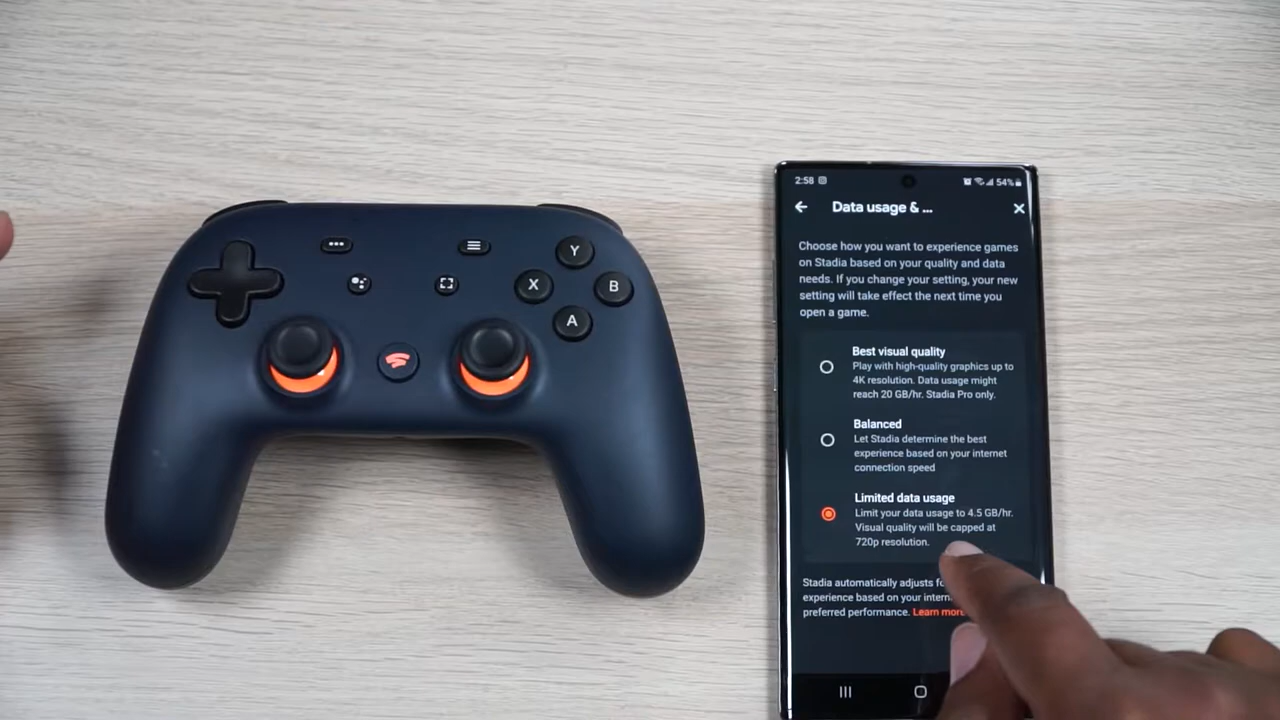 Y
X
B
A
2:58
54%
Data usage & ...
Choose how you want to experience games
on Stadia based on your quality and data
needs. If you change your setting, your new
setting will take effect the next time you
open a game.
Best visual quality
Play with high-quality graphics up to
4K resolution. Data usage might
reach 20 GB/hr. Stadia Pro only.
Balanced
Let Stadia determine the best
experience based on your internet
connection speed
Limited data usage
Limit your data usage to 4.5 GB/hr.
Visual quality will be capped at
720p resolution.
Stadia automatically adjusts
experience based on your
preferred performance. Learn more